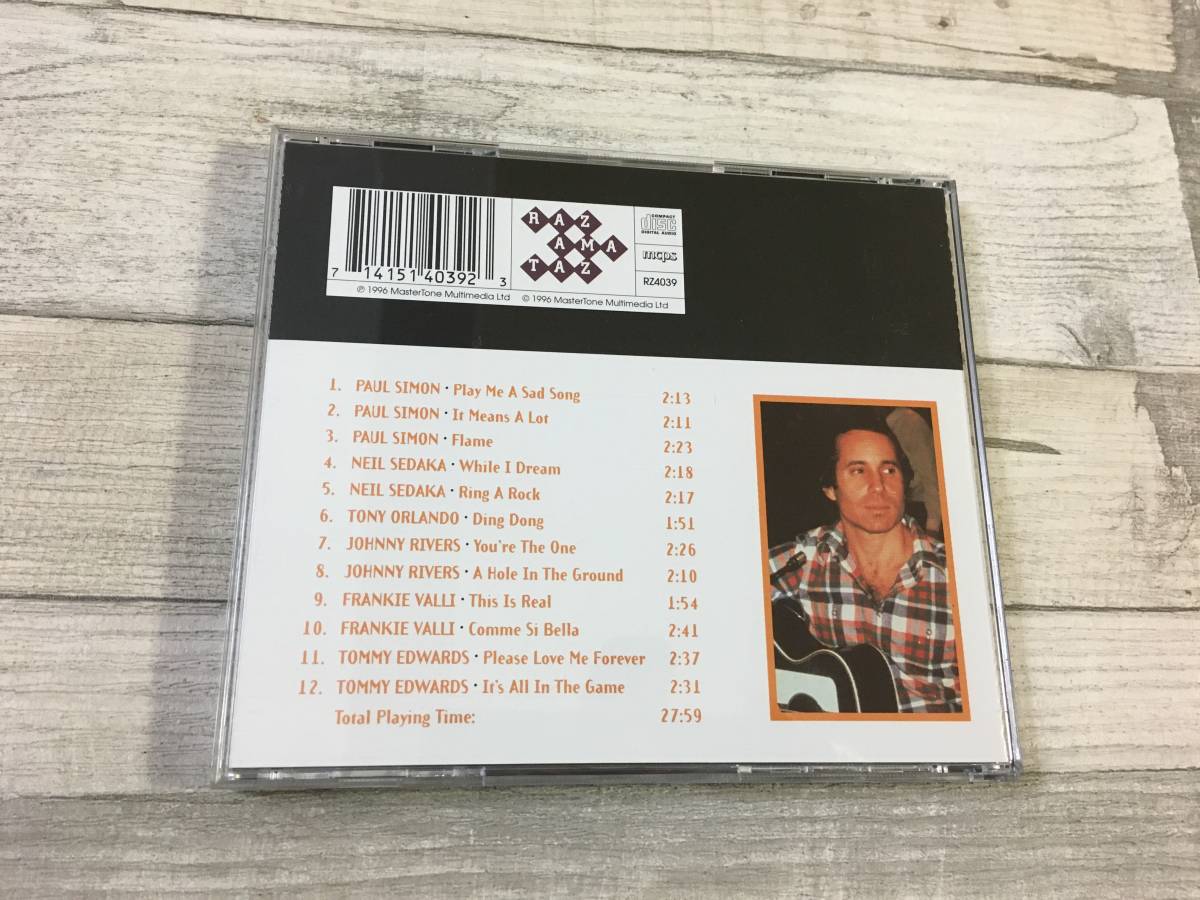 7 14151 40392 3
℗ 1996 MasterTone Multimedia Ltd © 1996 MasterTone Multimedia Ltd
RAZ
AMA
TAZ
COMPACT
disc
DIGITAL AUDIO
mcps
RZ4039
1. PAUL SIMON · Play Me A Sad Song 2:13
2. PAUL SIMON · It Means A Lot 2:11
3. PAUL SIMON · Flame 2:23
4. NEIL SEDAKA · While I Dream 2:18
5. NEIL SEDAKA · Ring A Rock 2:17
6. TONY ORLANDO · Ding Dong 1:51
7. JOHNNY RIVERS · You're The One 2:26
8. JOHNNY RIVERS · A Hole In The Ground 2:10
9. FRANKIE VALLI · This Is Real 1:54
10. FRANKIE VALLI · Comme Si Bella 2:41
11. TOMMY EDWARDS · Please Love Me Forever 2:37
12. TOMMY EDWARDS · It's All In The Game 2:31
Total Playing Time: 27:59